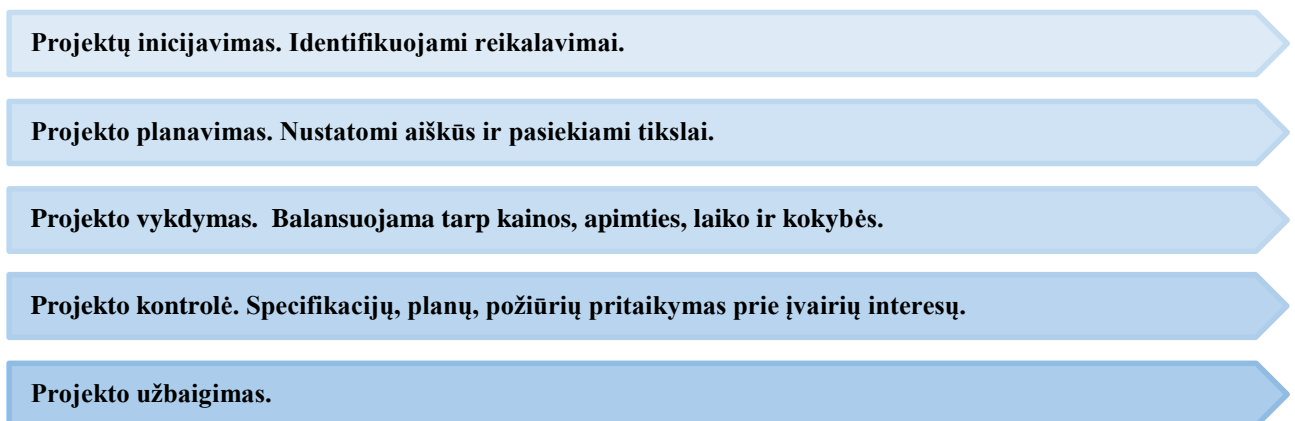 Projektų inicijavimas. Identifikuojami reikalavimai.
Projekto planavimas. Nustatomi aiškūs ir pasiekiami tikslai.
Projekto vykdymas. Balansuojama tarp kainos, apimties, laiko ir kokybės.
Projekto kontrolė. Specifikacijų, planų, požiūrių pritaikymas prie įvairių interesų.
Projekto užbaigimas.